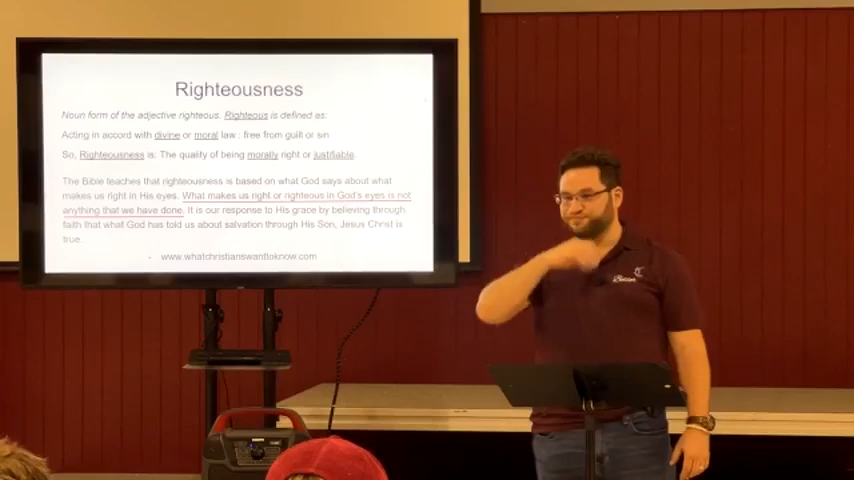 Righteousness
Noun form of the adjective righteous. Righteous is defined as:
Acting in accord with divine or moral law : free from guilt or sin
So, Righteousness is: The quality of being morally right or justifiable.
The Bible teaches that righteousness is based on what God says about what
makes us right in His eyes. What makes us right or righteous in God's eyes is not
anything that we have done. It is our response to His grace by believing through
faith that what God has told us about salvation through His Son, Jesus Christ is
true.
www.whatchristianswanttoknow.com